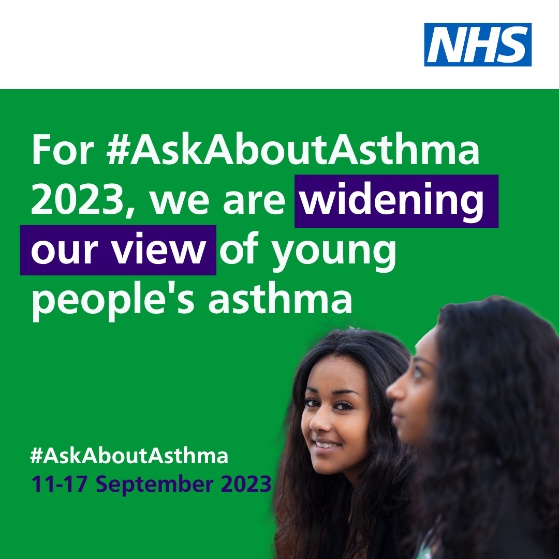 NHS
For #AskAboutAsthma
2023, we are widening
our view of young
people's asthma
#AskAboutAsthma
11-17 September 2023